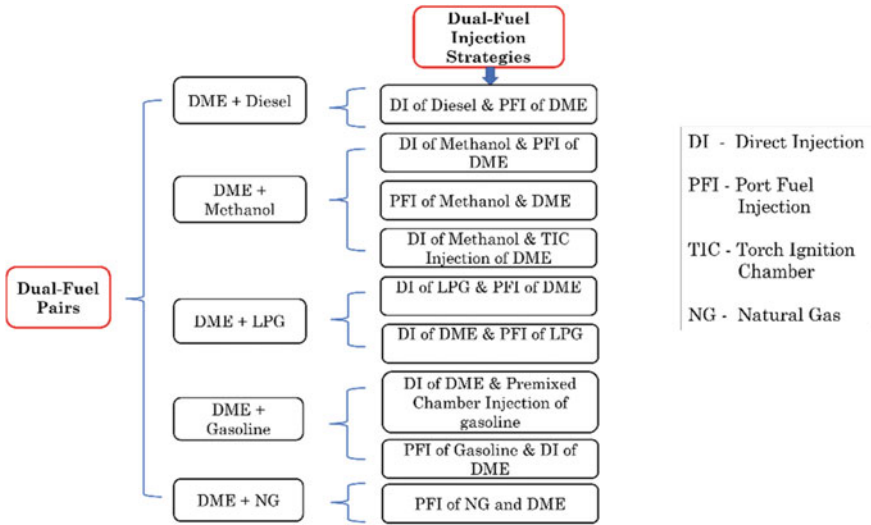 Dual-Fuel
Injection
Strategies
DME + Diesel
DI of Diesel & PFI of DME
DME +
Methanol
DI of Methanol & PFI of
DME
PFI of Methanol & DME
DI of Methanol & TIC
Injection of DME
Dual-Fuel
Pairs
DME + LPG
DI of LPG & PFI of DME
DI of DME & PFI of LPG
DME +
Gasoline
DI of DME & Premixed
Chamber Injection of
gasoline
PFI of Gasoline & DI of
DME
DME + NG
PFI of NG and DME
DI - Direct Injection
PFI - Port Fuel
Injection
TIC - Torch Ignition
Chamber
NG - Natural Gas